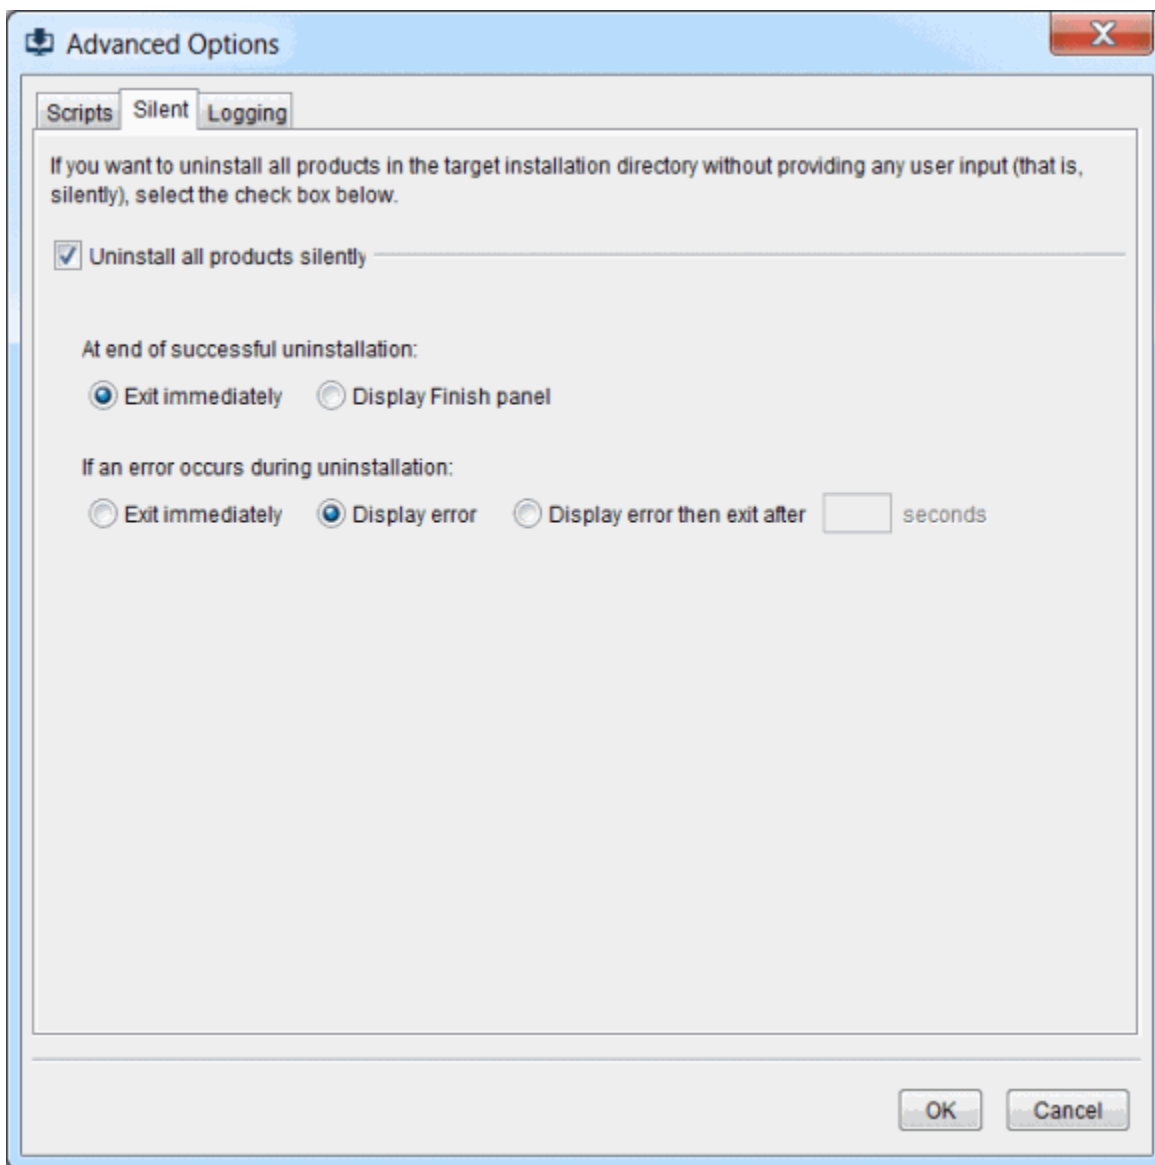 Advanced Options
Scripts Silent Logging
If you want to uninstall all products in the target installation directory without providing any user input (that is,
silently), select the check box below.
Uninstall all products silently
At end of successful uninstallation:
Exit immediately Display Finish panel
If an error occurs during uninstallation:
Exit immediately Display error Display error then exit after seconds
OK Cancel